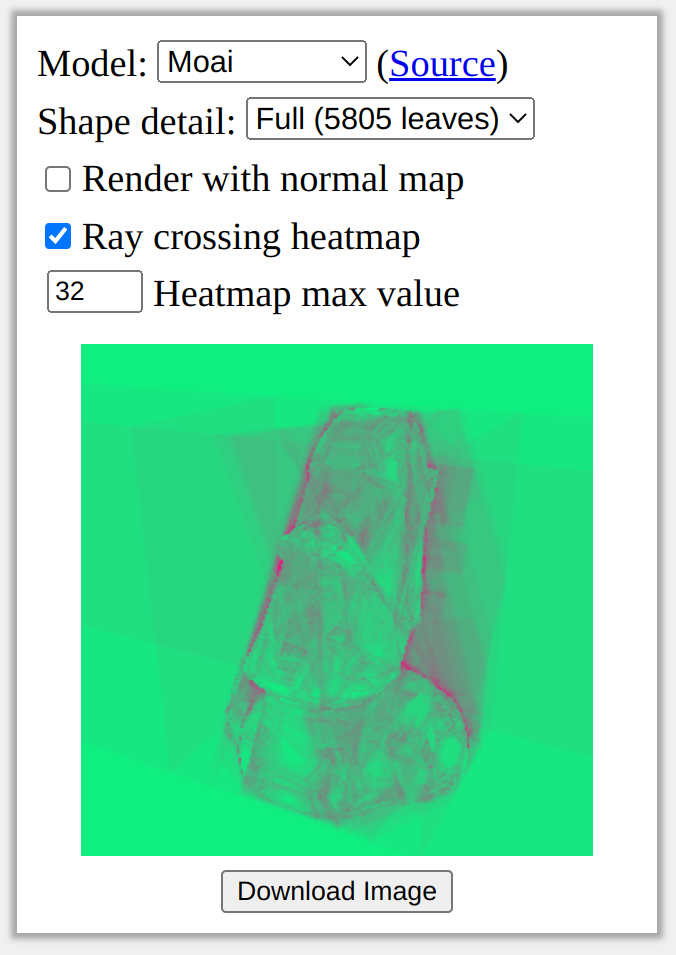 Model: Moai (Source)
Shape detail: Full (5805 leaves)
Render with normal map
Ray crossing heatmap
32 Heatmap max value
Download Image